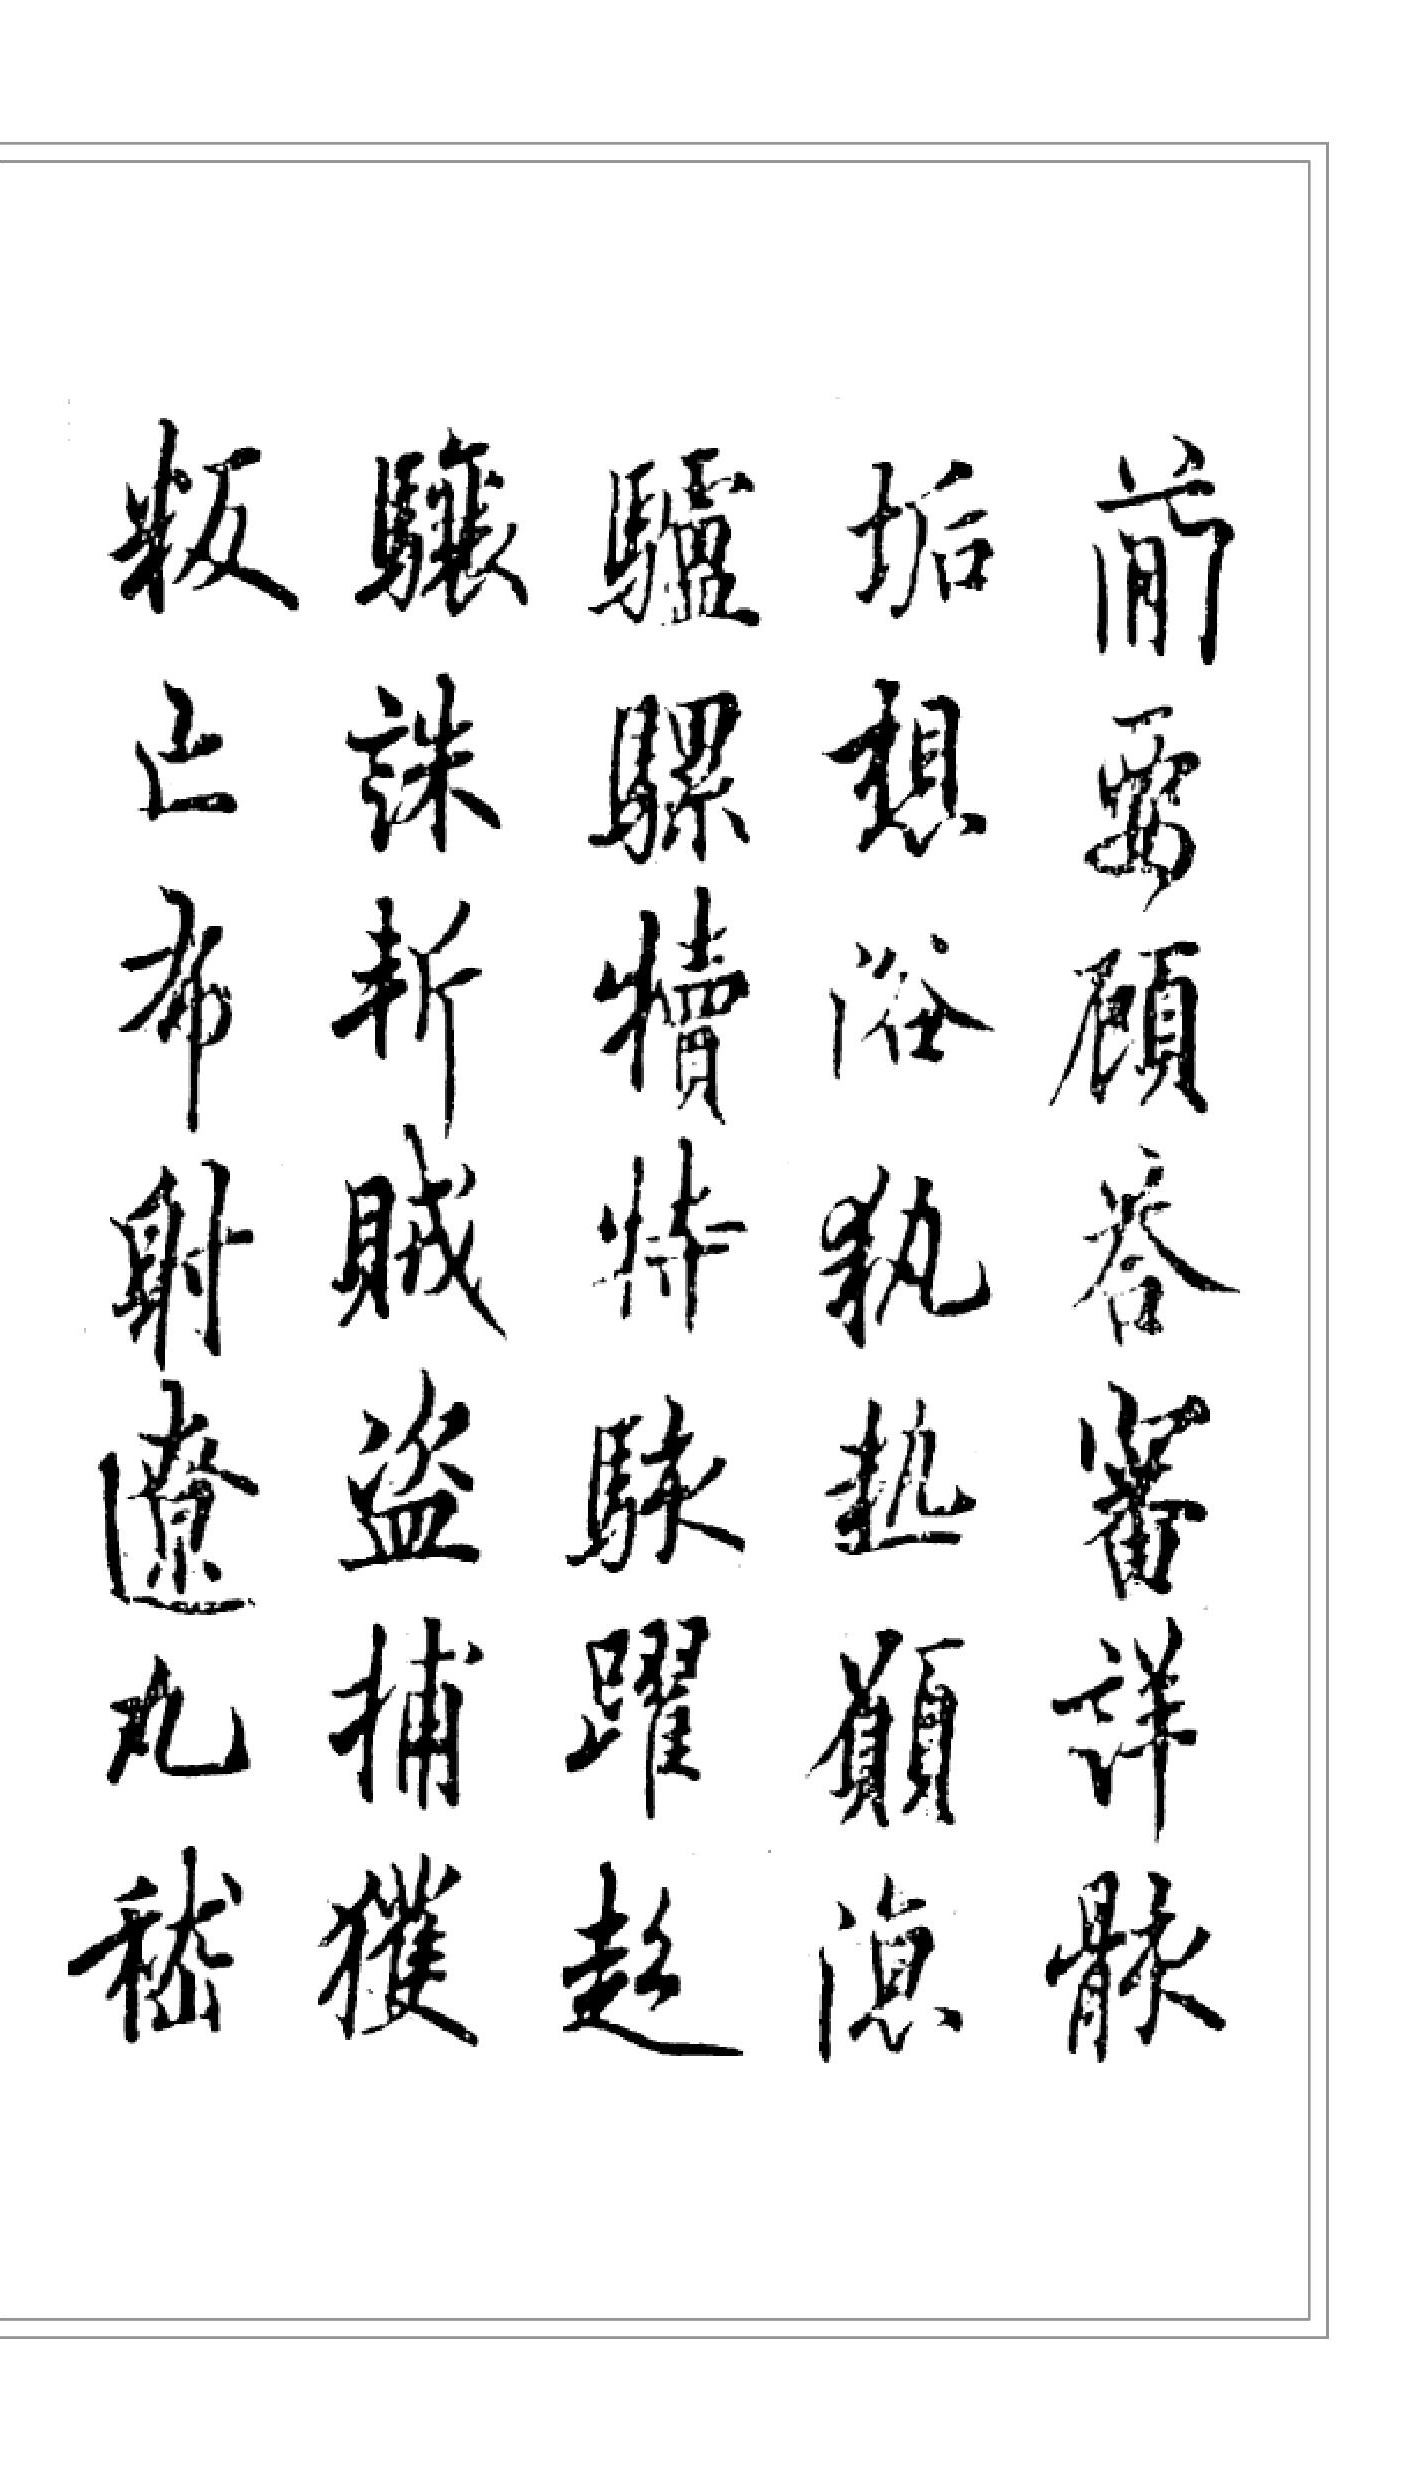 簡要顧答審詳骸
垢想浴執熱願涼
驢騾犢特駭躍超
驤誅斬賊盜捕獲
叛亡布射遼丸嵇